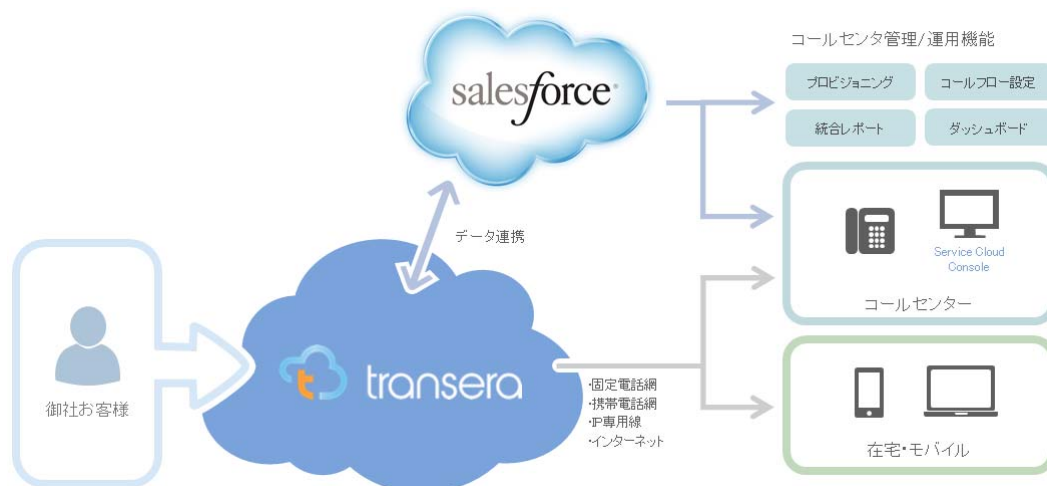 コールセンタ管理/運用機能
プロビジョニング
コールフロー設定
統合レポート
ダッシュボード
salesforce
データ連携
Service Cloud
Console
コールセンター
御社お客様
transera
・固定電話網
・携帯電話網
・IP専用線
・インターネット
在宅・モバイル